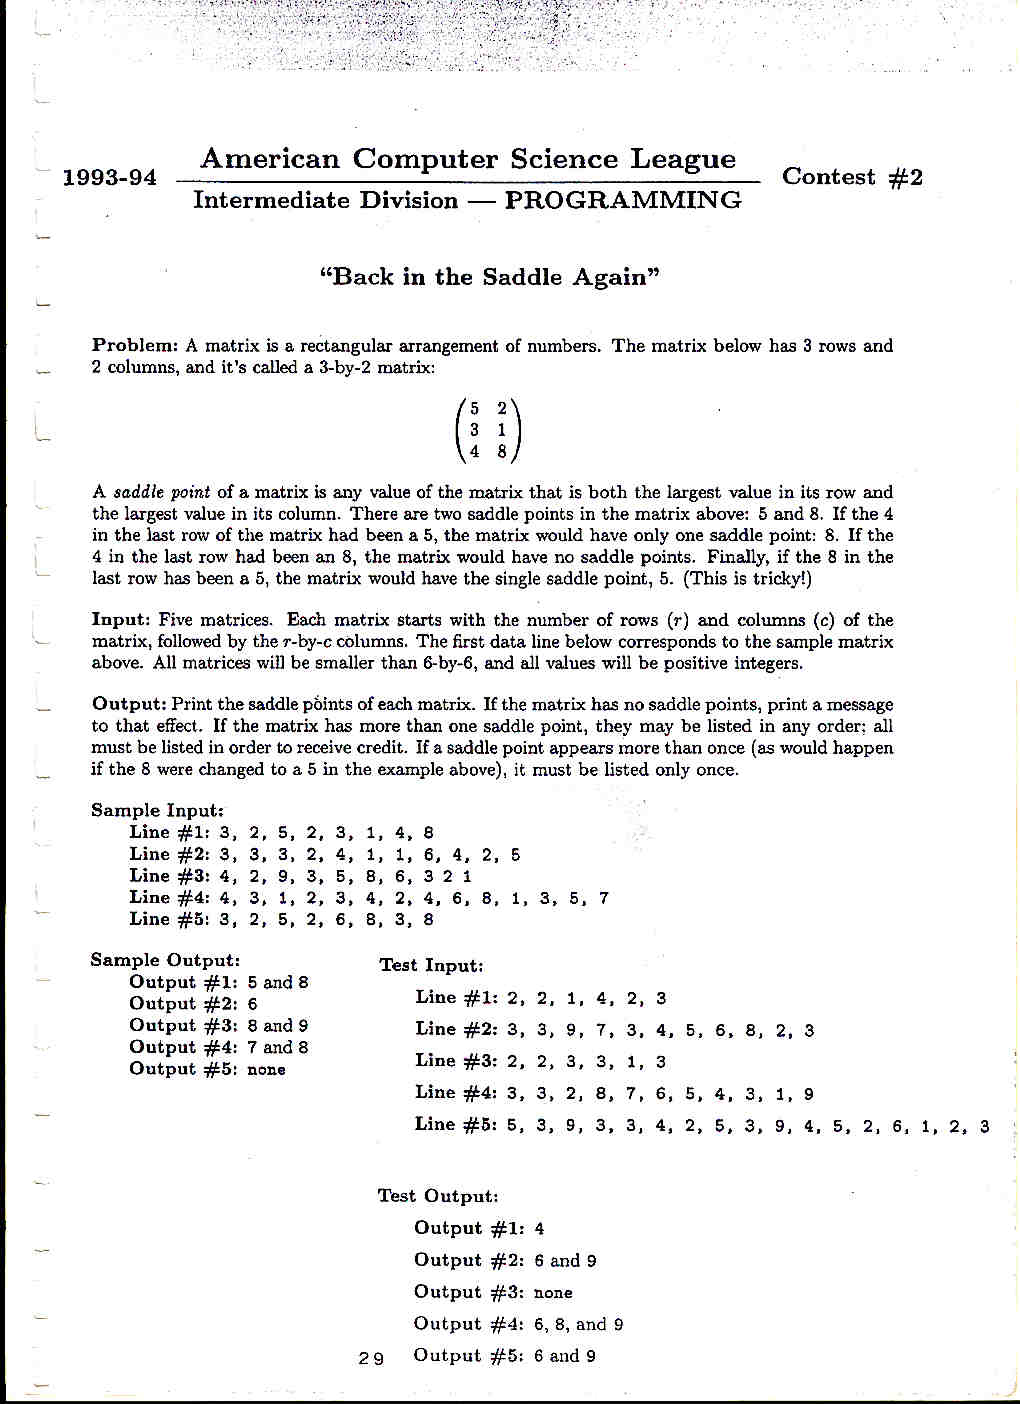 American Computer Science League
1993-94
Contest #2
Intermediate Division — PROGRAMMING
“Back in the Saddle Again”
Problem: A matrix is a rectangular arrangement of numbers. The matrix below has 3 rows and
2 columns, and it's called a 3-by-2 matrix:
5 2
3 1
4 8
A saddle point of a matrix is any value of the matrix that is both the largest value in its row and
the largest value in its column. There are two saddle points in the matrix above: 5 and 8. If the 4
in the last row of the matrix had been a 5, the matrix would have only one saddle point: 8. If the
4 in the last row had been an 8, the matrix would have no saddle points. Finally, if the 8 in the
last row has been a 5, the matrix would have the single saddle point, 5. (This is tricky!)
Input: Five matrices. Each matrix starts with the number of rows (r) and columns (c) of the
matrix, followed by the r-by-c columns. The first data line below corresponds to the sample matrix
above. All matrices will be smaller than 6-by-6, and all values will be positive integers.
Output: Print the saddle points of each matrix. If the matrix has no saddle points, print a message
to that effect. If the matrix has more than one saddle point, they may be listed in any order; all
must be listed in order to receive credit. If a saddle point appears more than once (as would happen
if the 8 were changed to a 5 in the example above), it must be listed only once.
Sample Input:
Line #1: 3, 2, 5, 2, 3, 1, 4, 8
Line #2: 3, 3, 3, 2, 4, 1, 1, 6, 4, 2, 5
Line #3: 4, 2, 9, 3, 5, 8, 6, 3 2 1
Line #4: 4, 3, 1, 2, 3, 4, 2, 4, 6, 8, 1, 3, 5, 7
Line #5: 3, 2, 5, 2, 6, 8, 3, 8
Sample Output:
Output #1: 5 and 8
Output #2: 6
Output #3: 8 and 9
Output #4: 7 and 8
Output #5: none
Test Input:
Line #1: 2, 2, 1, 4, 2, 3
Line #2: 3, 3, 9, 7, 3, 4, 5, 6, 8, 2, 3
Line #3: 2, 2, 3, 3, 1, 3
Line #4: 3, 3, 2, 8, 7, 6, 5, 4, 3, 1, 9
Line #5: 5, 3, 9, 3, 3, 4, 2, 5, 3, 9, 4, 5, 2, 6, 1, 2, 3
Test Output:
Output #1: 4
Output #2: 6 and 9
Output #3: none
Output #4: 6, 8, and 9
Output #5: 6 and 9
29